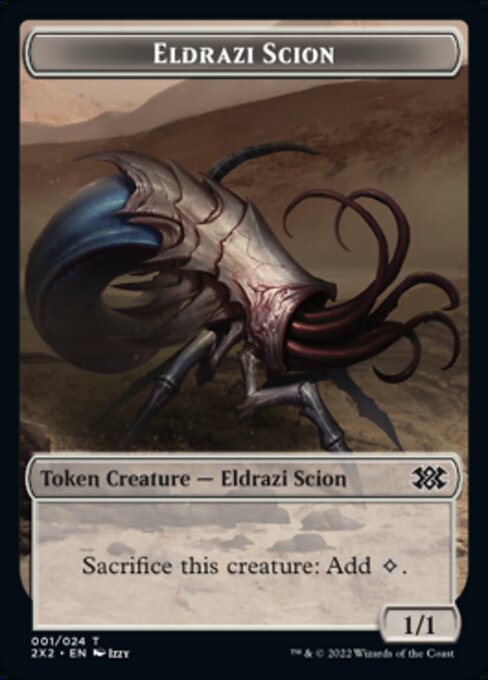 Eldrazi Scion
Token Creature — Eldrazi Scion
Sacrifice this creature: Add ◇.
1/1
001/024 T
2X2 • EN Izzy
™ & © 2022 Wizards of the Coast